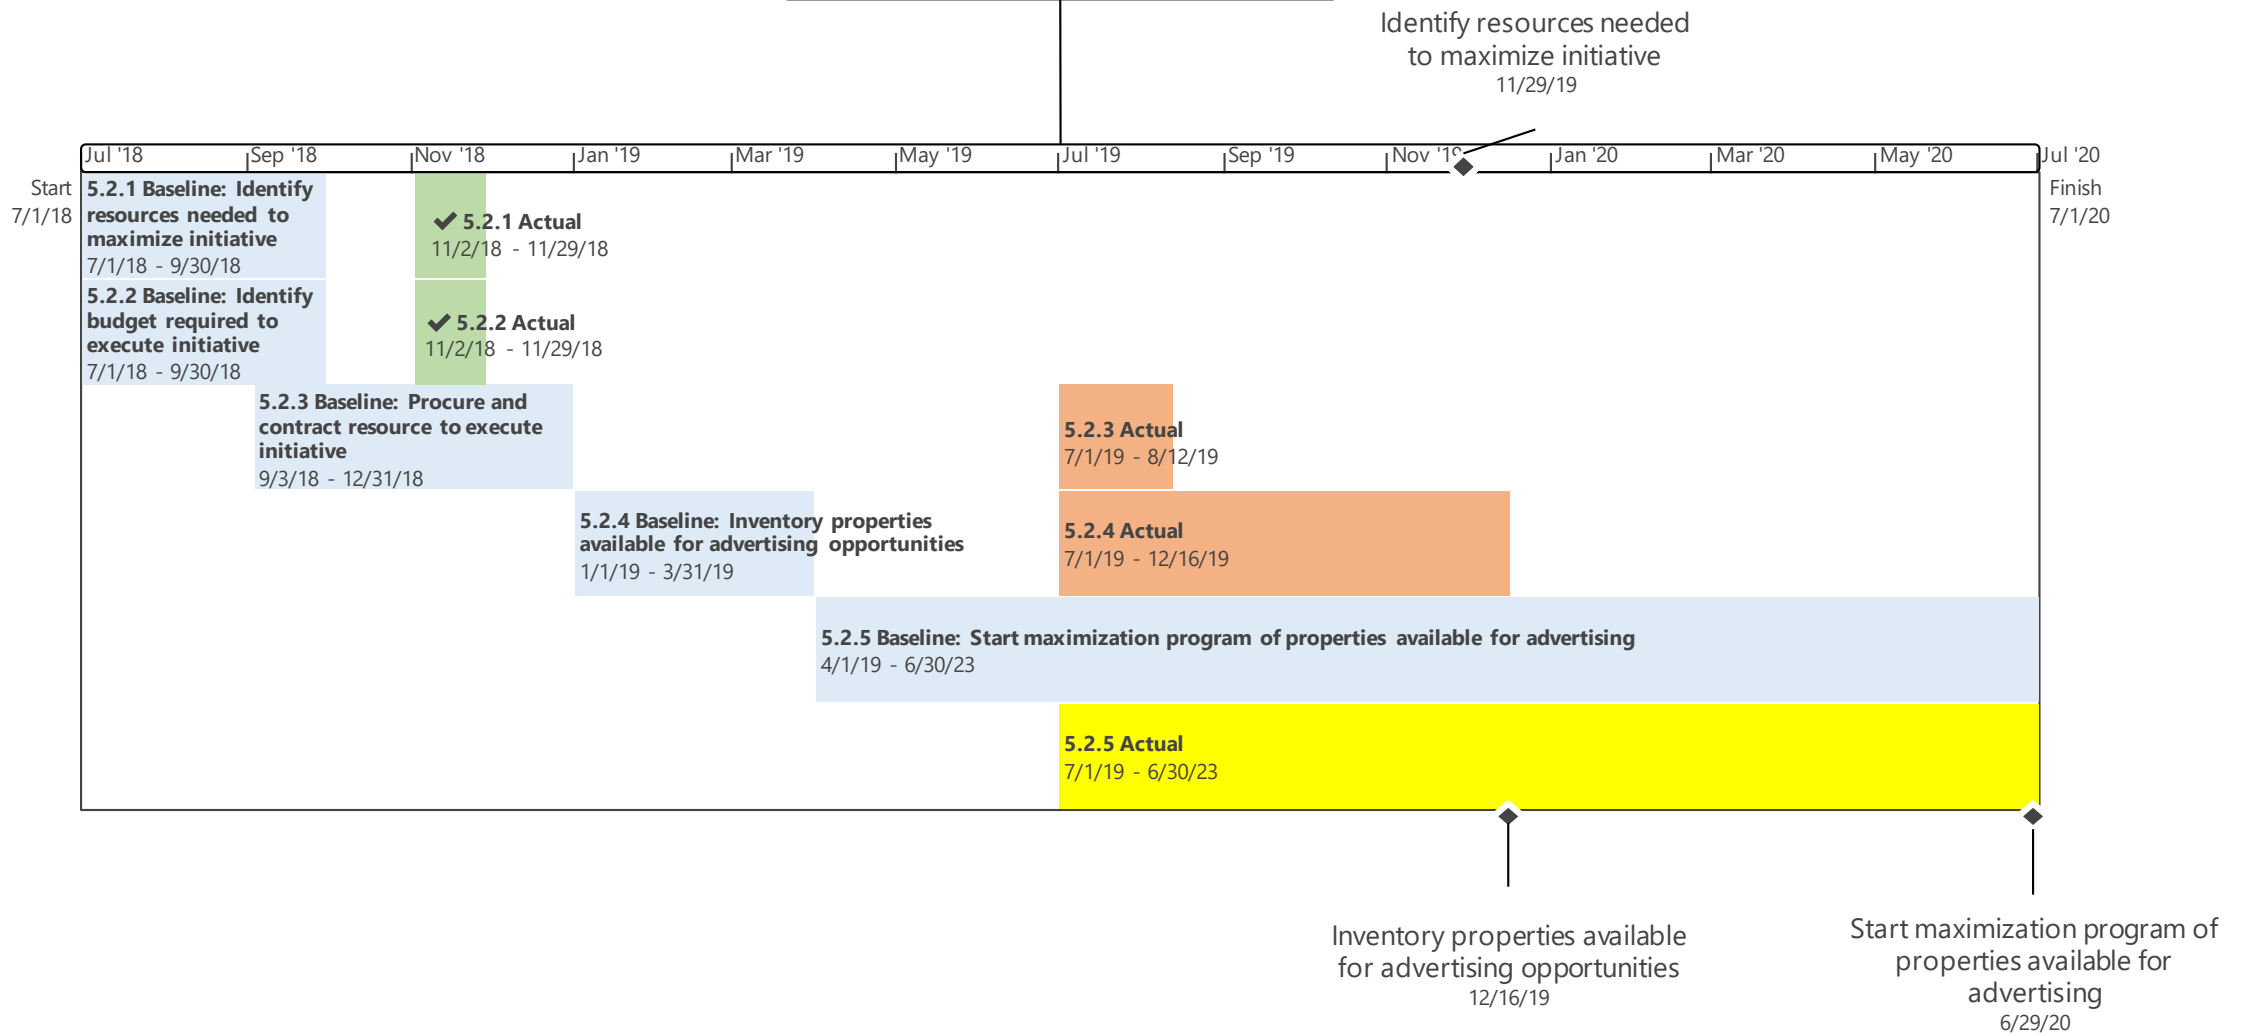 Identify resources needed
to maximize initiative
11/29/19
Jul '18
Sep '18
Nov '18
Jan '19
Mar '19
May '19
Jul '19
Sep '19
Nov '19
Jan '20
Mar '20
May '20
Jul '20
Start
7/1/18
Finish
7/1/20
5.2.1 Baseline: Identify
resources needed to
maximize initiative
7/1/18 - 9/30/18
5.2.1 Actual
11/2/18 - 11/29/18
5.2.2 Baseline: Identify
budget required to
execute initiative
7/1/18 - 9/30/18
5.2.2 Actual
11/2/18 - 11/29/18
5.2.3 Baseline: Procure and
contract resource to execute
initiative
9/3/18 - 12/31/18
5.2.3 Actual
7/1/19 - 8/12/19
5.2.4 Baseline: Inventory properties
available for advertising opportunities
1/1/19 - 3/31/19
5.2.4 Actual
7/1/19 - 12/16/19
5.2.5 Baseline: Start maximization program of properties available for advertising
4/1/19 - 6/30/23
5.2.5 Actual
7/1/19 - 6/30/23
Inventory properties available
for advertising opportunities
12/16/19
Start maximization program of
properties available for
advertising
6/29/20